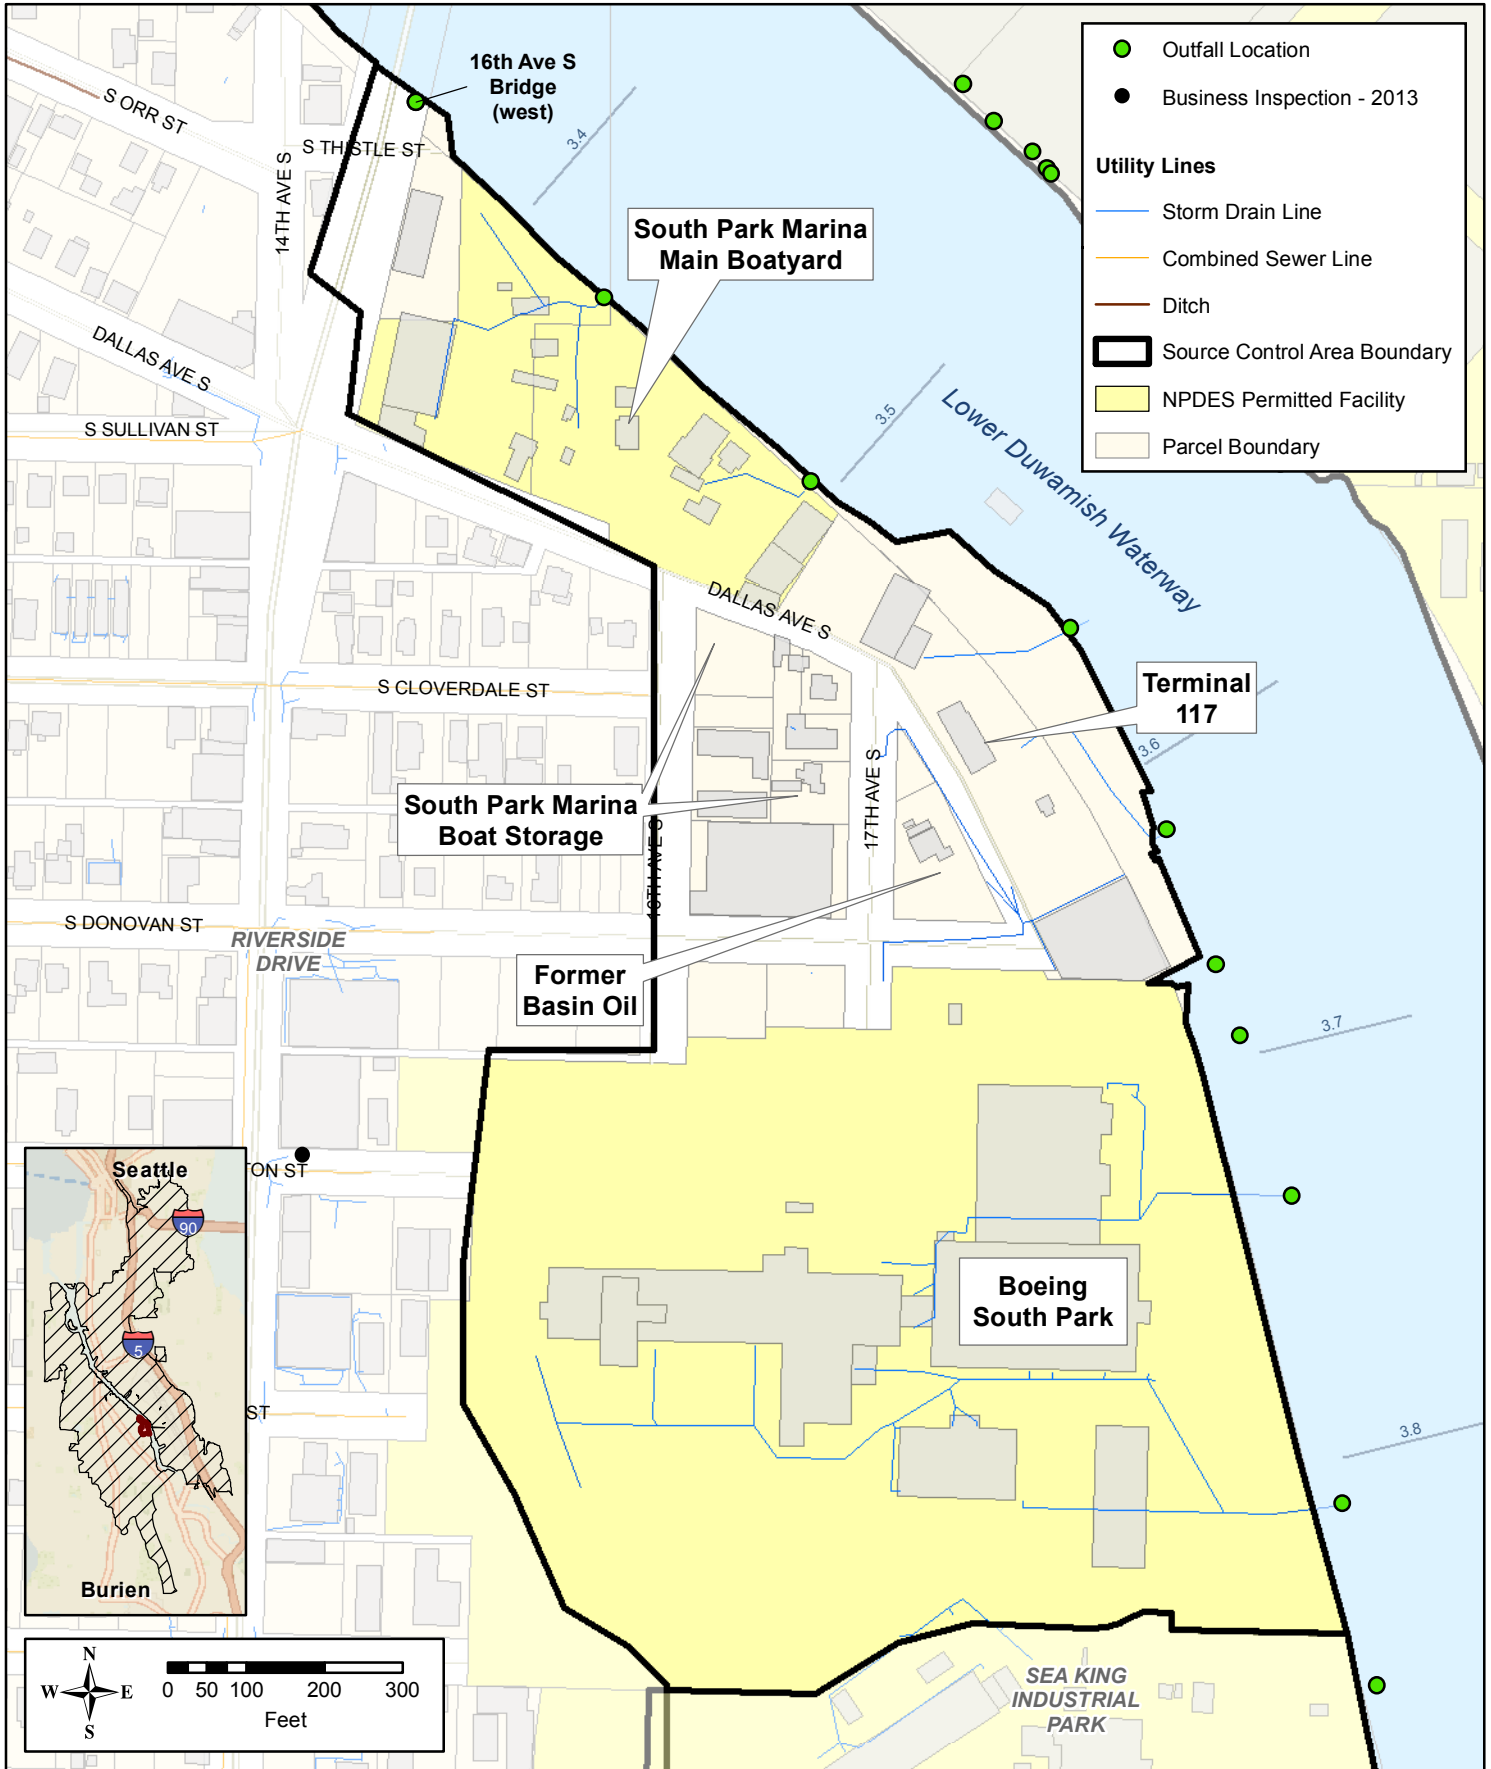 16th Ave S
Bridge
(west)
Outfall Location
Business Inspection - 2013
Utility Lines
Storm Drain Line
Combined Sewer Line
Ditch
Source Control Area Boundary
NPDES Permitted Facility
Parcel Boundary
S ORR ST
S THISTLE ST
14TH AVE S
3.4
South Park Marina
Main Boatyard
DALLAS AVE S
S SULLIVAN ST
3.5
Lower Duwamish Waterway
DALLAS AVE S
S CLOVERDALE ST
Terminal
117
3.6
South Park Marina
Boat Storage
16TH AVE S
17TH AVE S
S DONOVAN ST
RIVERSIDE
DRIVE
Former
Basin Oil
3.7
TON ST
Boeing
South Park
ST
3.8
Seattle
90
5
Burien
N
W E
S
0 50 100 200 300
Feet
SEA KING
INDUSTRIAL
PARK